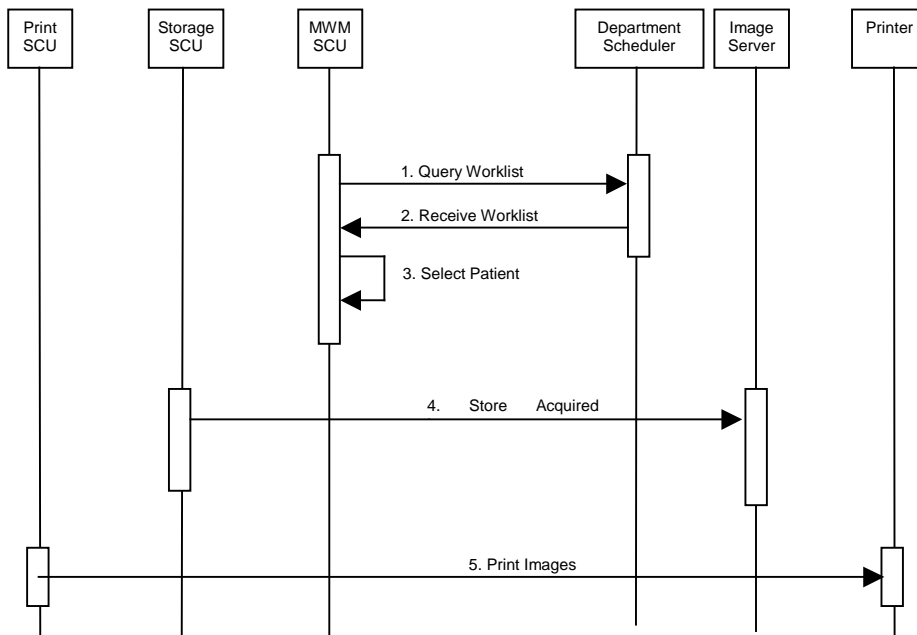 Print
SCU
Storage
SCU
MWM
SCU
Department
Scheduler
Image
Server
Printer
1. Query Worklist
2. Receive Worklist
3. Select Patient
4. Store Acquired
5. Print Images